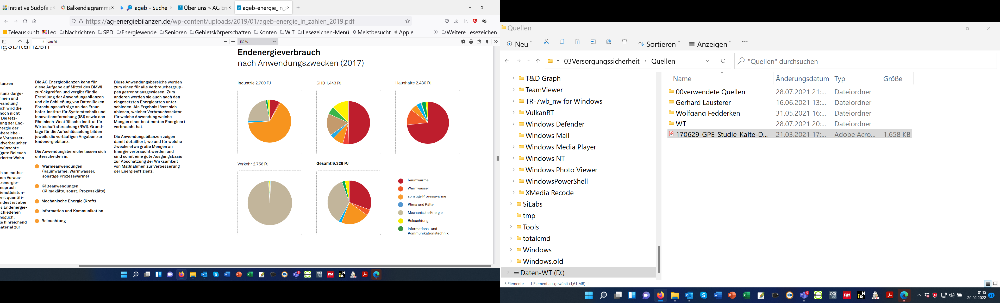 Initiative Südpfalz
Balkendiagramme
ageb - Suche
Über uns » AG En
ageb-energie_in_
https://ag-energiebilanzen.de/wp-content/uploads/2019/01/ageb-energie_in_zahlen_2019.pdf
Teleauskunft Leo Nachrichten SPD Energiewende Senioren Gebietskörperschaften Konten W.T Lesezeichen-Menü Meistbesucht Apple Weitere Lesezeichen
14 von 26
130 %
ngsbilanzen
ilanzen
ilanz darge-
nmen und
wandlung
uch wird die
noch nicht
Die letz-
ung der End-
nergie der
sbereiche -
e Vorausset-
ndverbraucher
wünschte
(gute Beleuch-
rierter Wohn-
ch an metho-
nen Voraus-
tzenergie-
nspruch
ienstleistun-
ert quantifi-
ndest ist aber
es Endenergie-
schiedenen
möglich,
le hinreichend
naterial zur
Die AG Energiebilanzen kann für
diese Aufgabe auf Mittel des BMWi
zurückgreifen und vergibt für die
Erstellung der Anwendungsbilanzen
und die Schließung von Datenlücken
Forschungsaufträge an das Fraun-
hofer-Institut für Systemtechnik und
Innovationsforschung (ISI) sowie das
Rheinisch-Westfälische Institut für
Wirtschaftsforschung (RWI). Grund-
lage für die Aufschlüsselung bilden
jeweils die vorläufigen Angaben zur
Endenergiebilanz.
Die Anwendungsbereiche lassen sich
unterscheiden in:
Wärmeanwendungen
(Raumwärme, Warmwasser,
sonstige Prozesswärme)
Kälteanwendungen
(Klimakälte, sonst. Prozesskälte)
Mechanische Energie (Kraft)
Information und Kommunikation
Beleuchtung
Diese Anwendungsbereiche werden
zum einen für alle Verbrauchergrup-
pen getrennt ausgewiesen. Zum
anderen werden sie auch nach den
eingesetzten Energiearten unter-
schieden. Als Ergebnis lässt sich
ablesen, welcher Verbrauchssektor
für welche Anwendung welche
Mengen einer bestimmten Energieart
verbraucht hat.
Die Anwendungsbilanzen zeigen
damit detailliert, wo und für welche
Zwecke etwa große Mengen an
Energie verbraucht werden und
sind somit eine gute Ausgangsbasis
zur Abschätzung der Wirksamkeit
von Maßnahmen zur Verbesserung
der Energieeffizienz.
Endenergieverbrauch
nach Anwendungszwecken (2017)
Industrie 2.700 PJ
GHD 1.443 PJ
Haushalte 2.430 PJ
Verkehr 2.756 PJ
Gesamt 9.329 PJ
Raumwärme
Warmwasser
sonstige Prozesswärme
Klima und Kälte
Mechanische Energie
Beleuchtung
Informations- und
Kommunikationstechnik
Quellen
Neu Sortieren Anzeigen
« 03Versorgungssicherheit › Quellen
"Quellen" durchsuchen
T&D Graph
TeamViewer
TR-7wb_nw for Windows
VulkanRT
Windows Defender
Windows Mail
Windows Media Player
Windows NT
Windows Photo Viewer
WindowsPowerShell
XMedia Recode
SiLabs
tmp
Tools
totalcmd
Windows
Windows.old
Daten-WT (D:)
Name Änderungsdatum Typ Größe
00verwendete Quellen 28.07.2021 21:... Dateiordner
Gerhard Lausterer 16.06.2021 13:... Dateiordner
Wolfgang Fedderken 31.05.2021 16:... Dateiordner
WT 28.07.2021 20:... Dateiordner
170629_GPE_Studie_Kalte-D... 21.03.2021 17:... Adobe Acro... 1.658 KB
5 Elemente 1 Element ausgewählt (1,61 MB)
01:15
20.02.2022
21